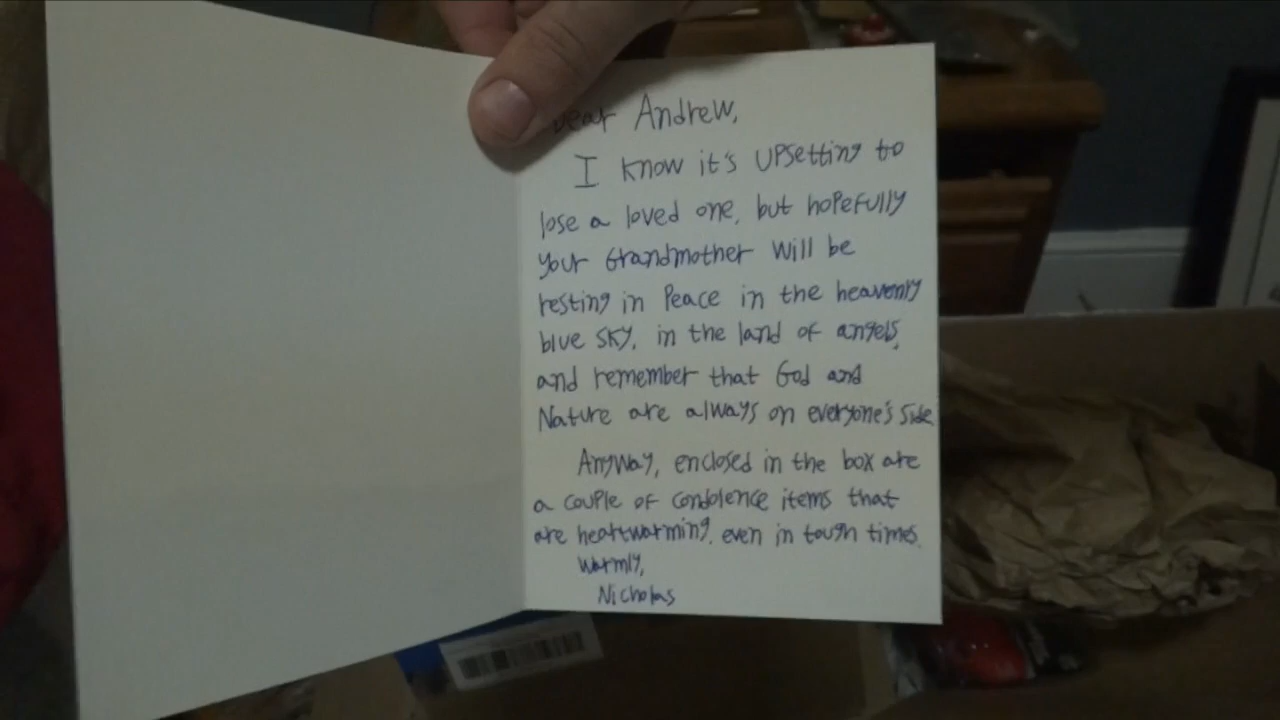 Dear Andrew,
I know it's upsetting to
lose a loved one, but hopefully
your Grandmother will be
resting in Peace in the heavenly
blue sky, in the land of angels,
and remember that God and
Nature are always on everyone's side.
Anyway, enclosed in the box are
a couple of condolence items that
are heartwarming, even in tough times.
Warmly,
Nicholas